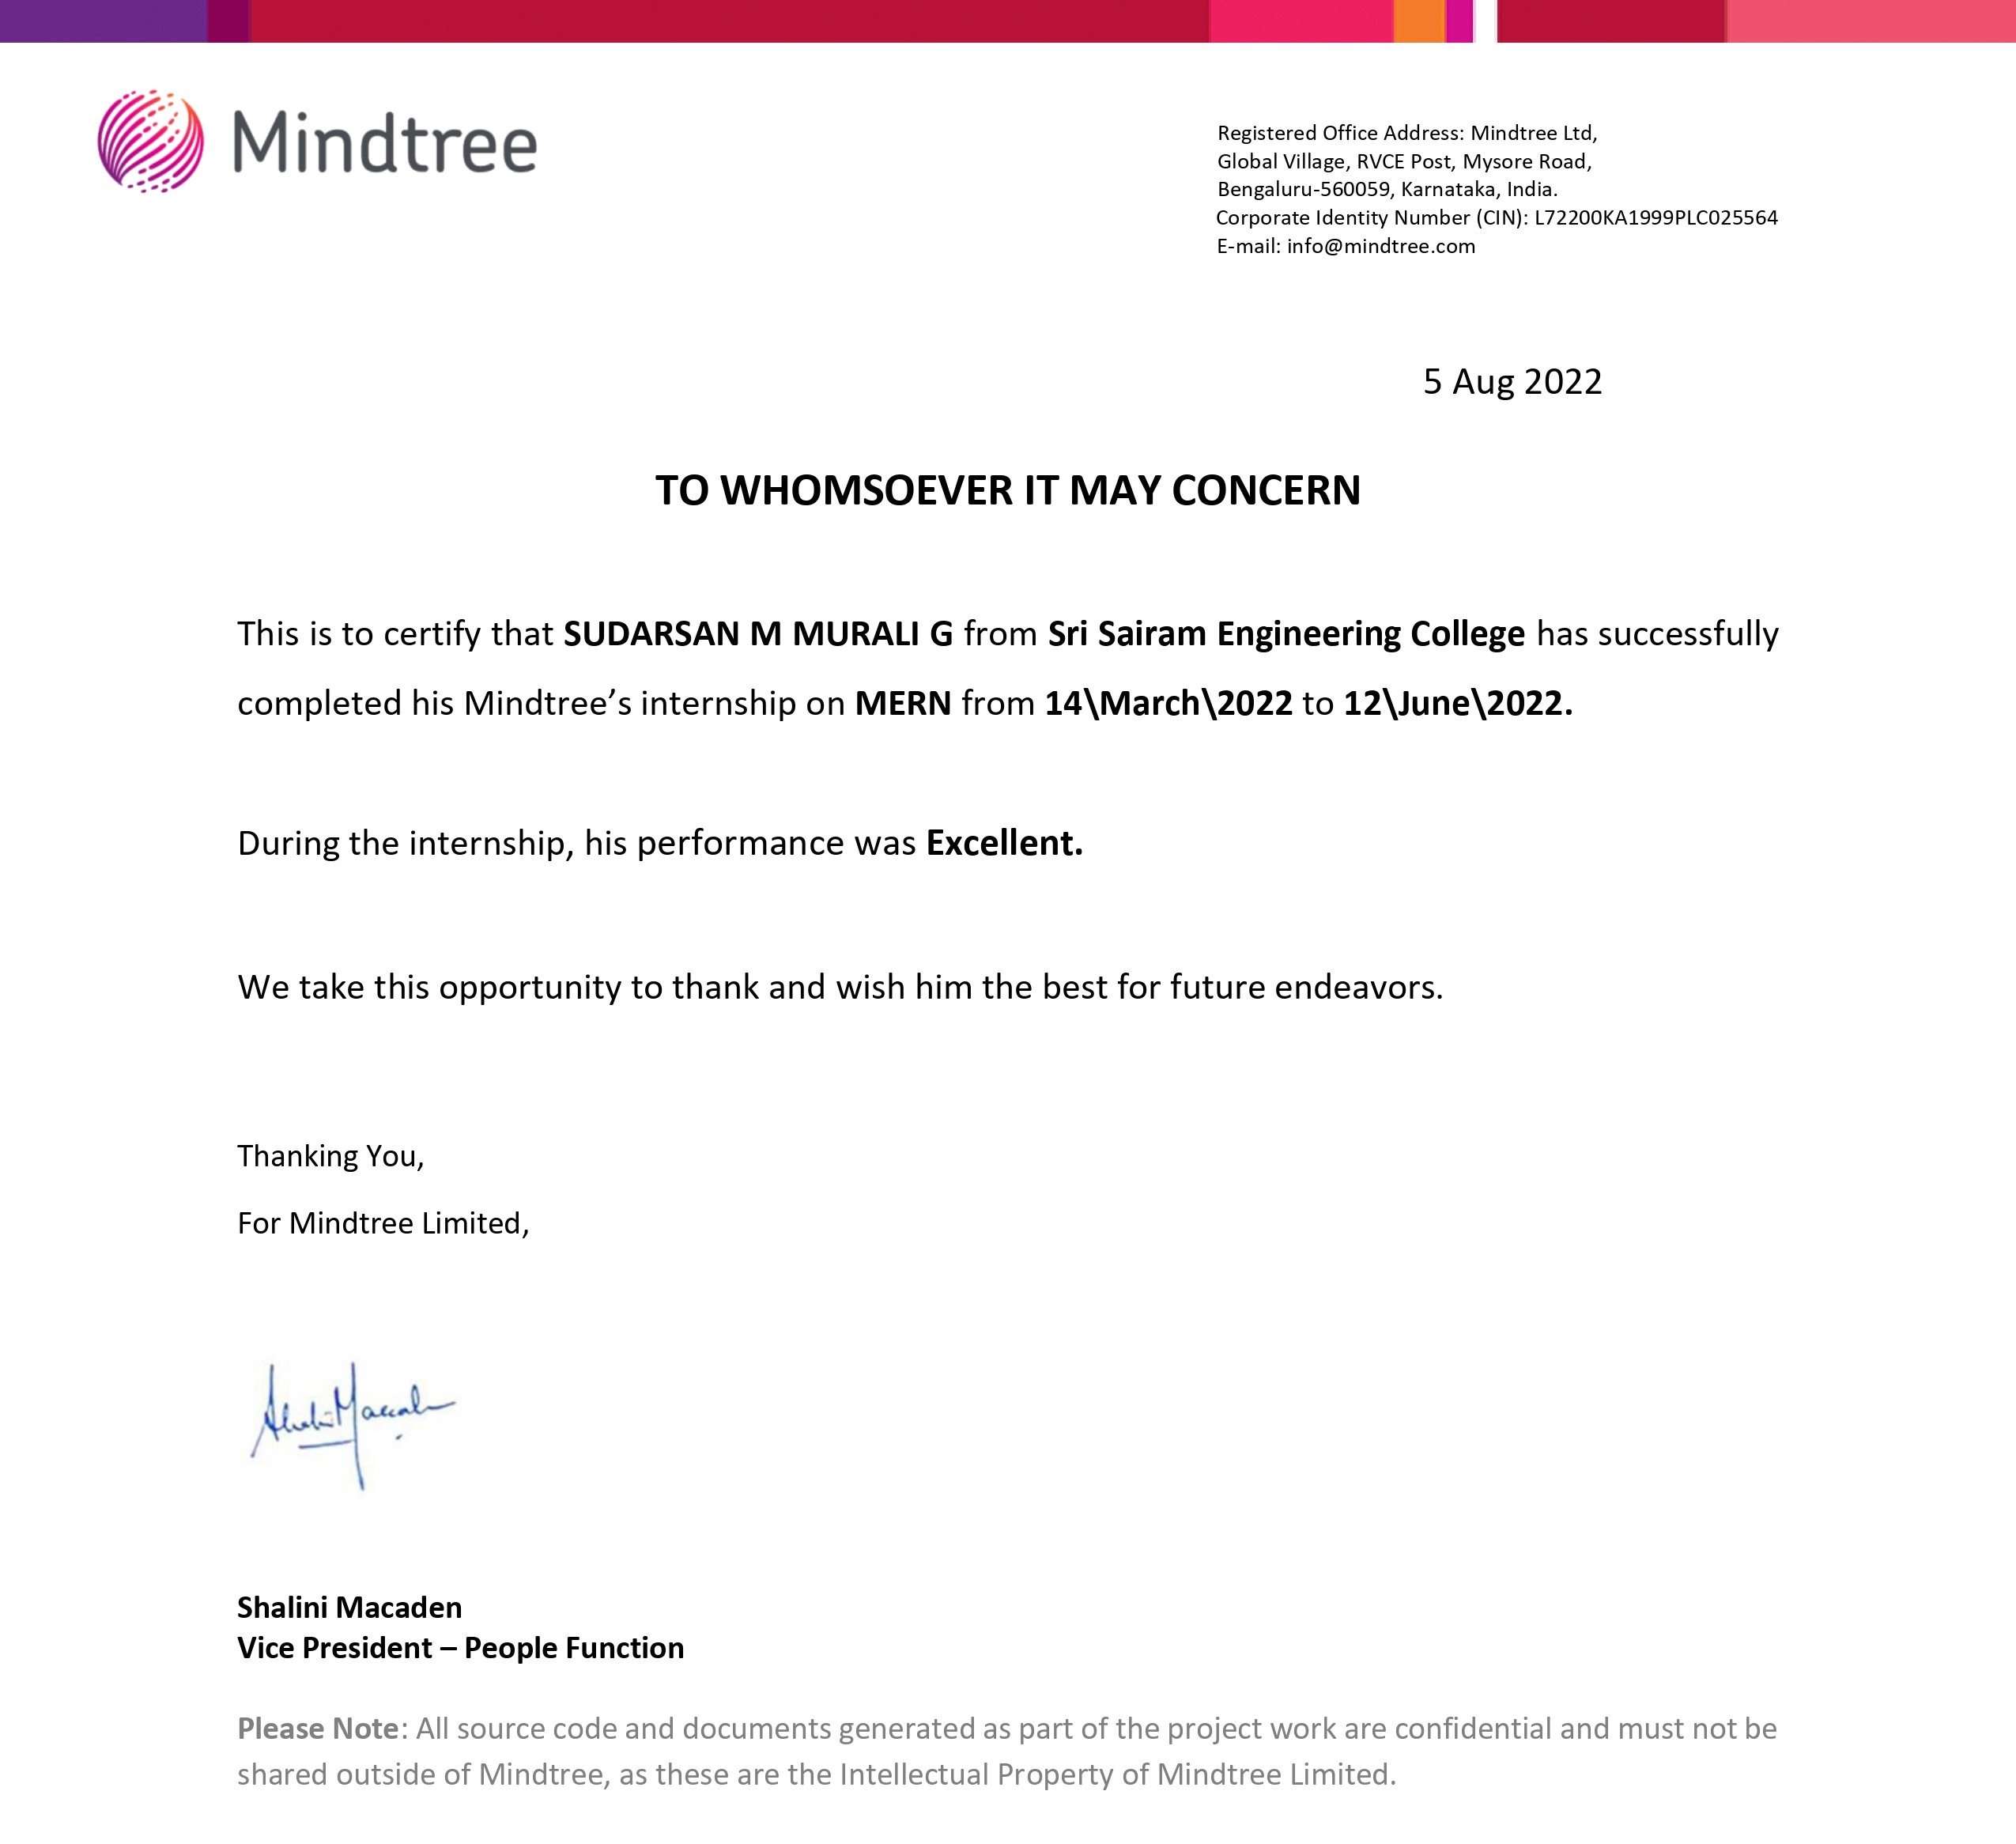 Mindtree
Registered Office Address: Mindtree Ltd,
Global Village, RVCE Post, Mysore Road,
Bengaluru-560059, Karnataka, India.
Corporate Identity Number (CIN): L72200KA1999PLC025564
E-mail: info@mindtree.com
5 Aug 2022
TO WHOMSOEVER IT MAY CONCERN
This is to certify that SUDARSAN M MURALI G from Sri Sairam Engineering College has successfully
completed his Mindtree’s internship on MERN from 14\March\2022 to 12\June\2022.
During the internship, his performance was Excellent.
We take this opportunity to thank and wish him the best for future endeavors.
Thanking You,
For Mindtree Limited,
Shalini Macaden
Vice President – People Function
Please Note: All source code and documents generated as part of the project work are confidential and must not be
shared outside of Mindtree, as these are the Intellectual Property of Mindtree Limited.